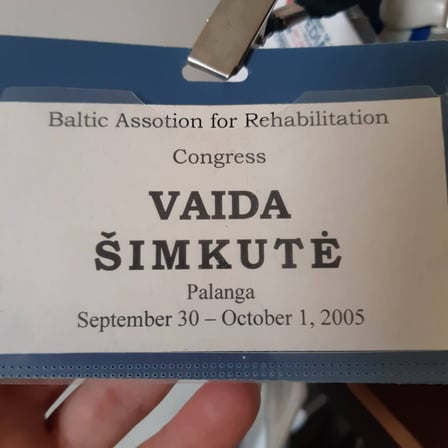 Baltic Assotion for Rehabilitation
Congress
VAIDA
ŠIMKUTĖ
Palanga
September 30 – October 1, 2005